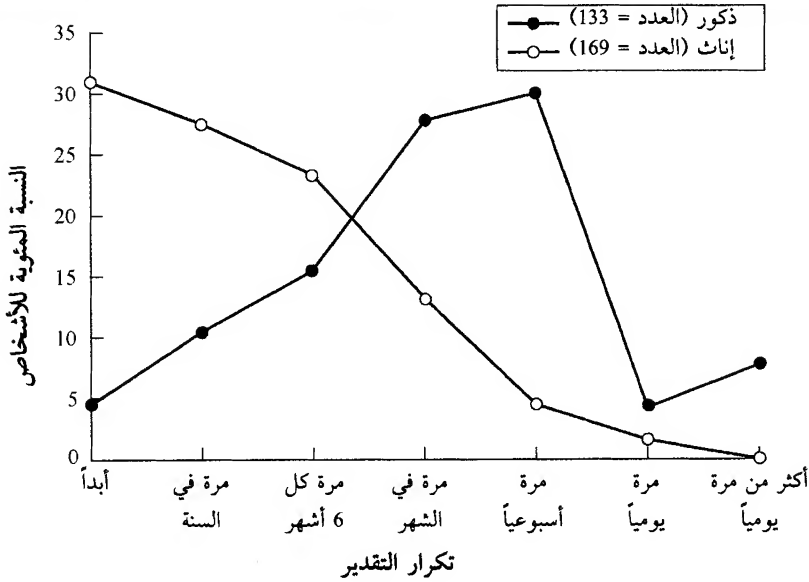 ذكور (العدد = 133)
إناث (العدد = 169)
35
30
25
20
15
10
5
0
النسبة المئوية للأشخاص
أبداً
مرة في
السنة
مرة كل
6 أشهر
مرة في
الشهر
مرة
أسبوعياً
مرة
يومياً
أكثر من مرة
يومياً
تكرار التقدير